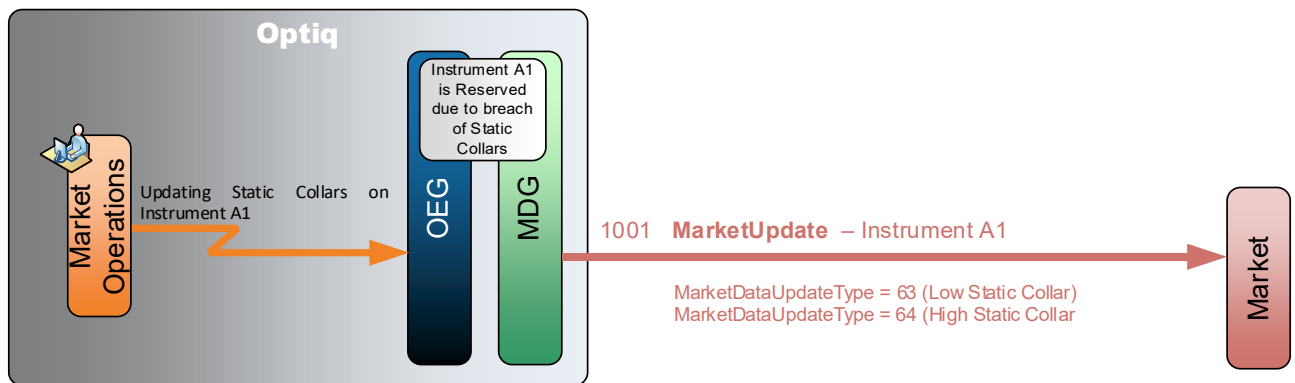 Optiq
Instrument A1
is Reserved
due to breach
of Static
Collars
Market
Operations
Updating Static Collars on
Instrument A1
OEG
MDG
1001 MarketUpdate – Instrument A1
MarketDataUpdateType = 63 (Low Static Collar)
MarketDataUpdateType = 64 (High Static Collar
Market